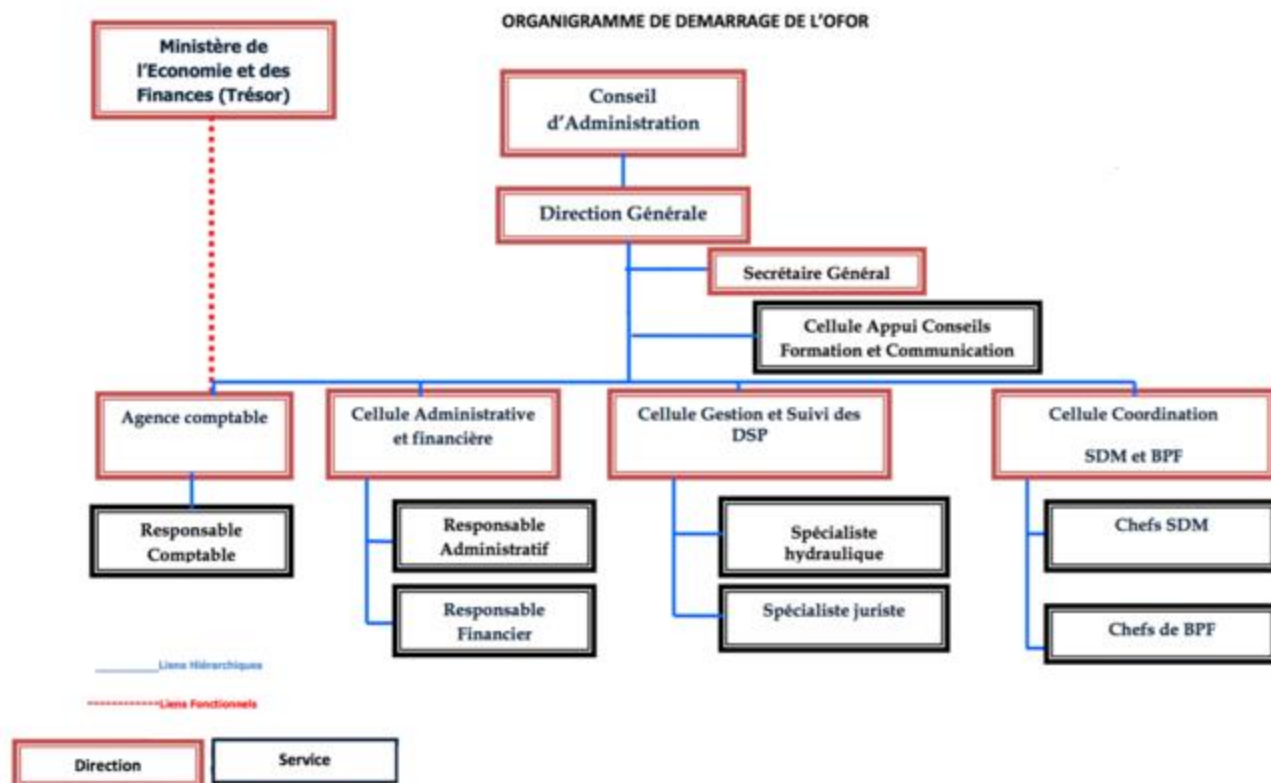 ORGANIGRAMME DE DEMARRAGE DE L'OFOR
Ministère de
l'Economie et des
Finances (Trésor)
Conseil
d'Administration
Direction Générale
Secrétaire Général
Cellule Appui Conseils
Formation et Communication
Agence comptable
Cellule Administrative
et financière
Cellule Gestion et Suivi des
DSP
Cellule Coordination
SDM et BPF
Responsable
Comptable
Responsable
Administratif
Responsable
Financier
Spécialiste
hydraulique
Spécialiste juriste
Chefs SDM
Chefs de BPF
Liens Hiérarchiques
Liens Fonctionnels
Direction
Service